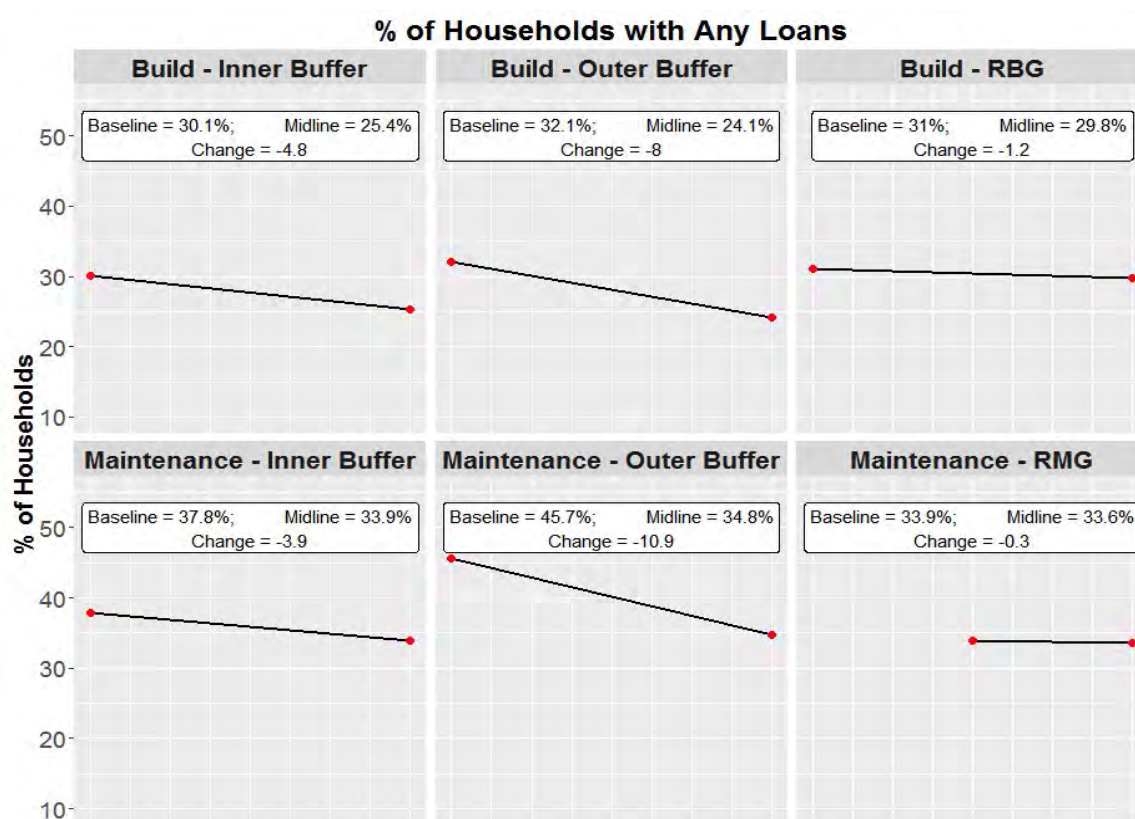 % of Households with Any Loans
Build - Inner Buffer
Build - Outer Buffer
Build - RBG
Baseline = 30.1%; Midline = 25.4%
Change = -4.8
Baseline = 32.1%; Midline = 24.1%
Change = -8
Baseline = 31%; Midline = 29.8%
Change = -1.2
50
40
30
20
10
% of Households
Maintenance - Inner Buffer
Maintenance - Outer Buffer
Maintenance - RMG
Baseline = 37.8%; Midline = 33.9%
Change = -3.9
Baseline = 45.7%; Midline = 34.8%
Change = -10.9
Baseline = 33.9%; Midline = 33.6%
Change = -0.3
50
40
30
20
10